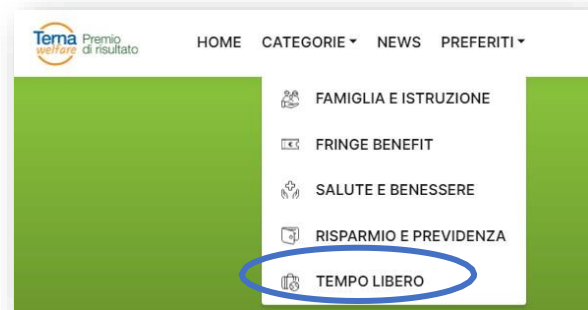 Terna Premio
welfare di risultato
HOME CATEGORIE NEWS PREFERITI
FAMIGLIA E ISTRUZIONE
FRINGE BENEFIT
SALUTE E BENESSERE
RISPARMIO E PREVIDENZA
TEMPO LIBERO